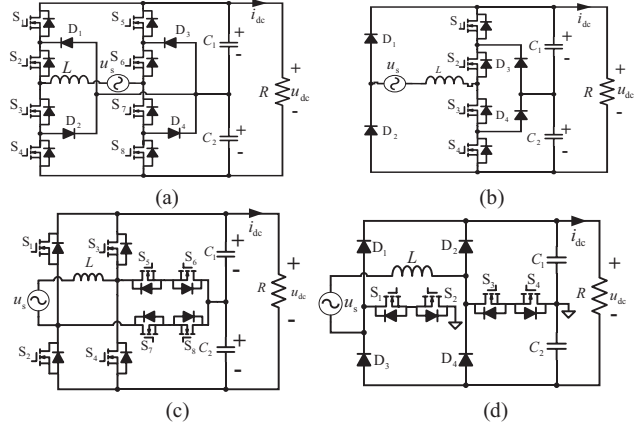 S1 D1 S5 D3 idc C1 + -
S2 L us S6 R + udc -
S3 D2 S7 D4 C2 + -
S4 S8
(a)
D1 S1 idc C1 + -
us L S2 D3 R + udc -
D2 S3 D4 C2 + -
S4
(b)
S1 S3 L S5 S6 C1 + - idc
us R + udc -
S2 S4 S7 S8 C2 + -
(c)
D1 L D2 idc C1
us S1 S2 S3 S4 R + udc -
D3 D4 C2
(d)